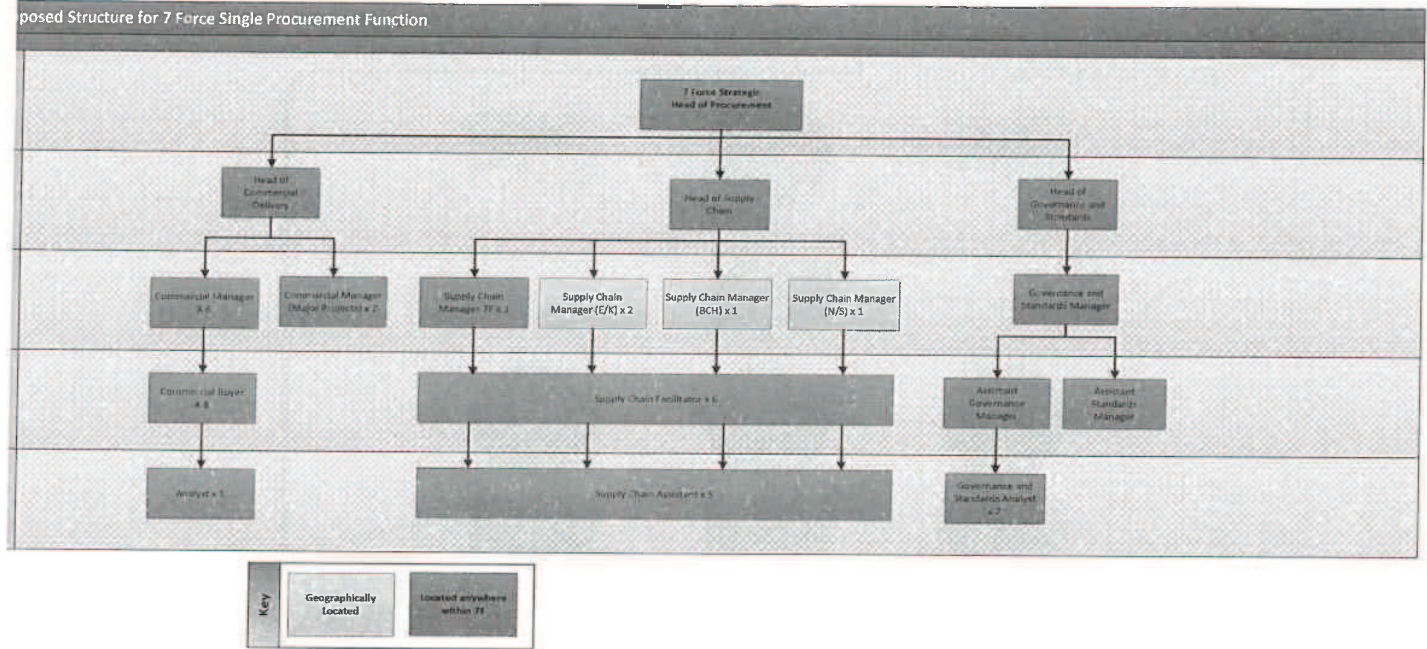 posed Structure for 7 Force Single Procurement Function
7 Force Strategic
Head of Procurement
Head of
Commercial
Delivery
Head of Supply
Chain
Head of
Governance and
Standards
Commercial Manager
X 6
Commercial Manager
(Major Projects) x 2
Supply Chain
Manager 7F x
Supply Chain
Manager (E/K) x 2
Supply Chain Manager
(BCH) x 1
Supply Chain Manager
(N/S) x 1
Governance and
Standards Manager
Commercial Buyer
X 8
Supply Chain Facilitator x 6
Assistant
Governance
Manager
Assistant
Standards
Manager
Analyst x
Supply Chain Assistant x 5
Governance and
Standards Analyst
x 2
Key
Geographically
Located
Located anywhere
within 7F